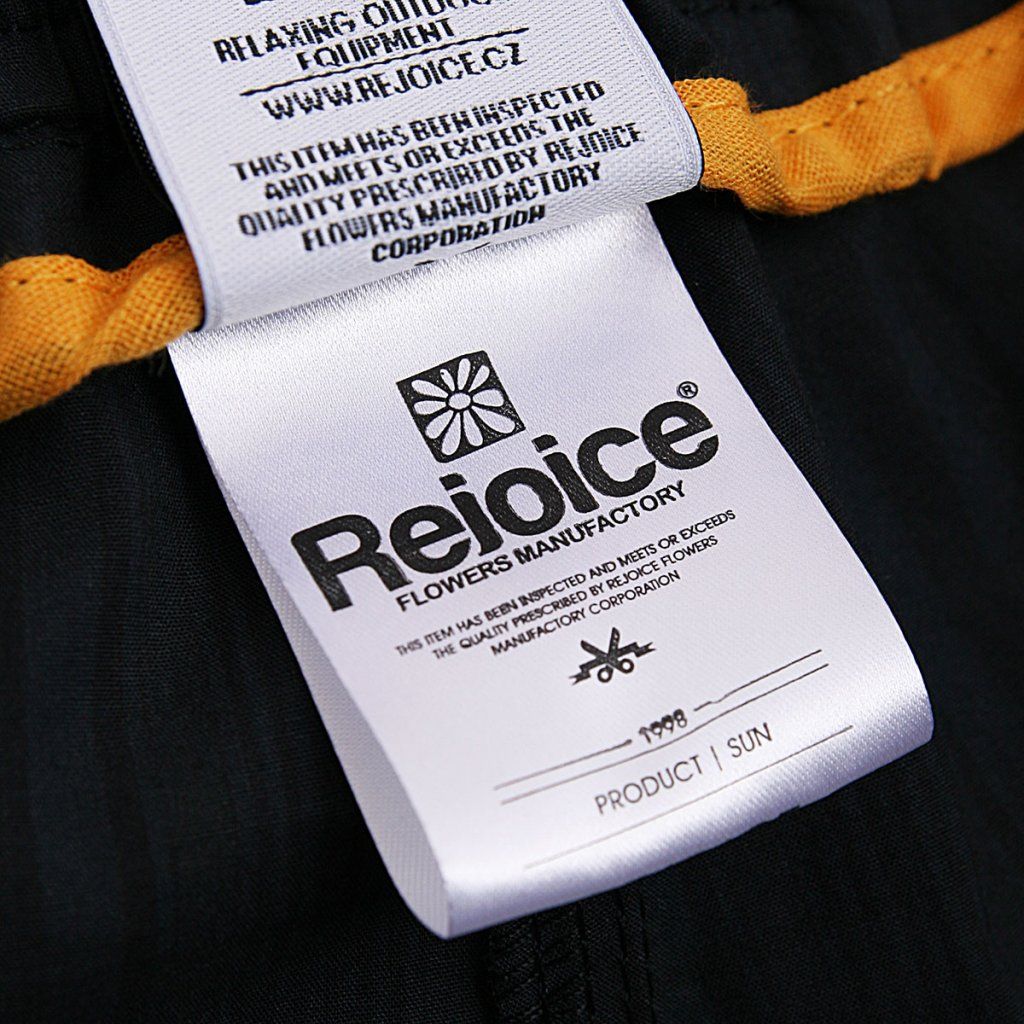 RELAXING OUTDOO
EQUIPMENT
WWW.REJOICE.CZ
THIS ITEM HAS BEEN INSPECTED
AND MEETS OR EXCEEDS THE
QUALITY PRESCRIBED BY REJOICE
FLOWERS MANUFACTORY
CORPORATION
Rejoice®
FLOWERS MANUFACTORY
THIS ITEM HAS BEEN INSPECTED AND MEETS OR EXCEEDS
THE QUALITY PRESCRIBED BY REJOICE FLOWERS
MANUFACTORY CORPORATION
1998
PRODUCT | SUN